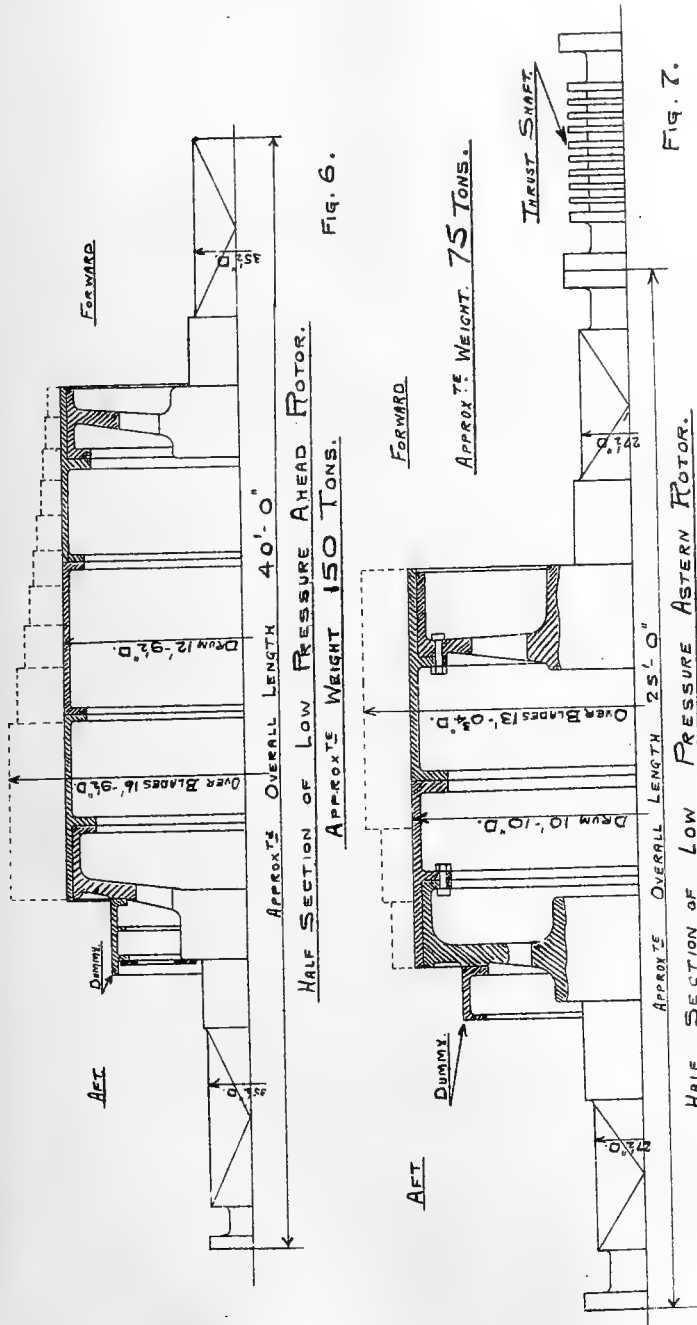 AFT
DUMMY.
FORWARD
35½" D.
DRUM 12'-9½" D.
OVER BLADES 16'-9½" D.
35½" D.
APPROX^TE OVERALL LENGTH 40'-0"
FIG. 6.
HALF SECTION OF LOW PRESSURE AHEAD ROTOR.
APPROX^TE WEIGHT 150 TONS.
AFT
DUMMY.
FORWARD
APPROX^TE WEIGHT 75 TONS.
THRUST SHAFT.
27½" D.
DRUM 10'-10" D.
OVER BLADES 13'-0¾" D.
27½" D.
APPROX^TE OVERALL LENGTH 25'-0"
FIG. 7.
HALF SECTION OF LOW PRESSURE ASTERN ROTOR.